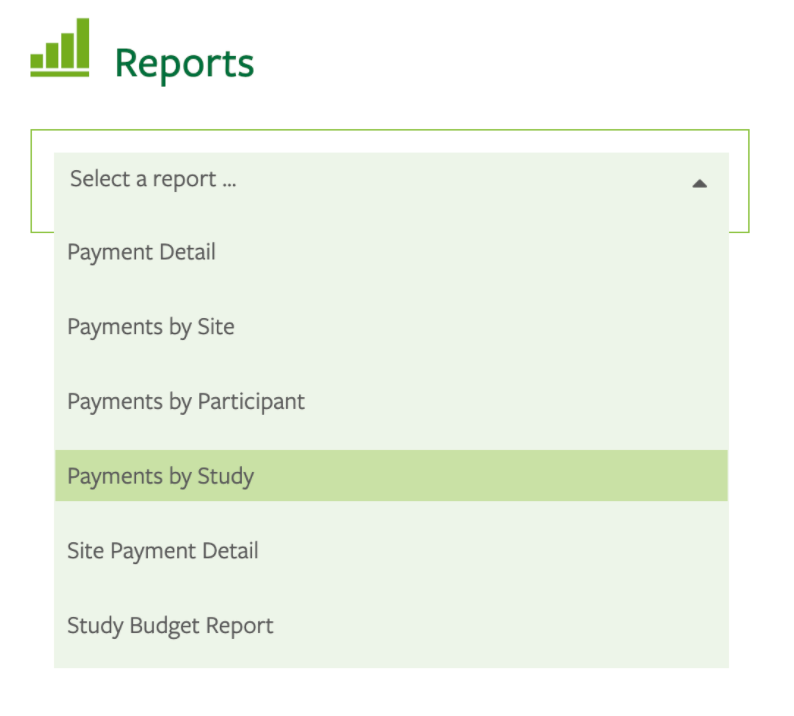 Reports
Select a report ...
Payment Detail
Payments by Site
Payments by Participant
Payments by Study
Site Payment Detail
Study Budget Report